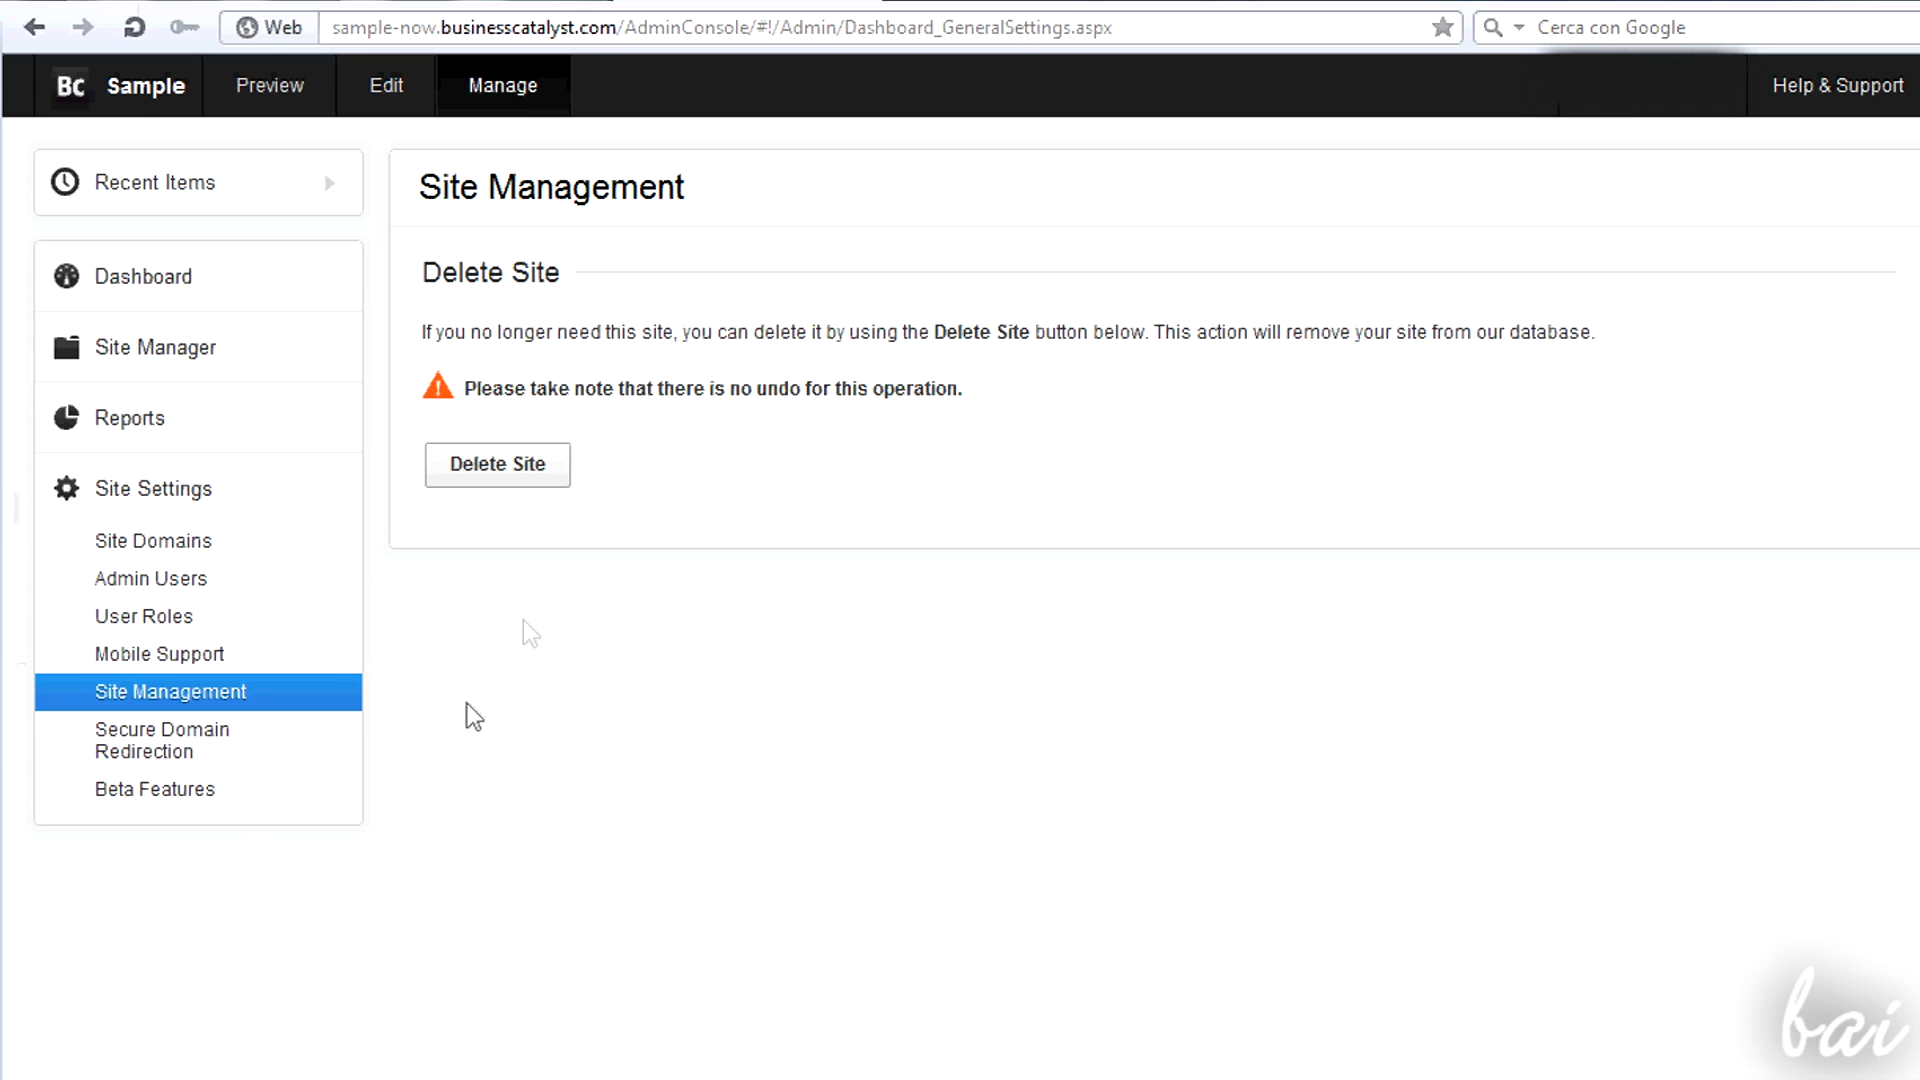 Web sample-now.businesscatalyst.com/AdminConsole/#!/Admin/Dashboard_GeneralSettings.aspx Cerca con Google
Bc Sample Preview Edit Manage Help & Support
Recent Items
Dashboard
Site Manager
Reports
Site Settings
Site Domains
Admin Users
User Roles
Mobile Support
Site Management
Secure Domain
Redirection
Beta Features
Site Management
Delete Site
If you no longer need this site, you can delete it by using the Delete Site button below. This action will remove your site from our database.
Please take note that there is no undo for this operation.
Delete Site
bai